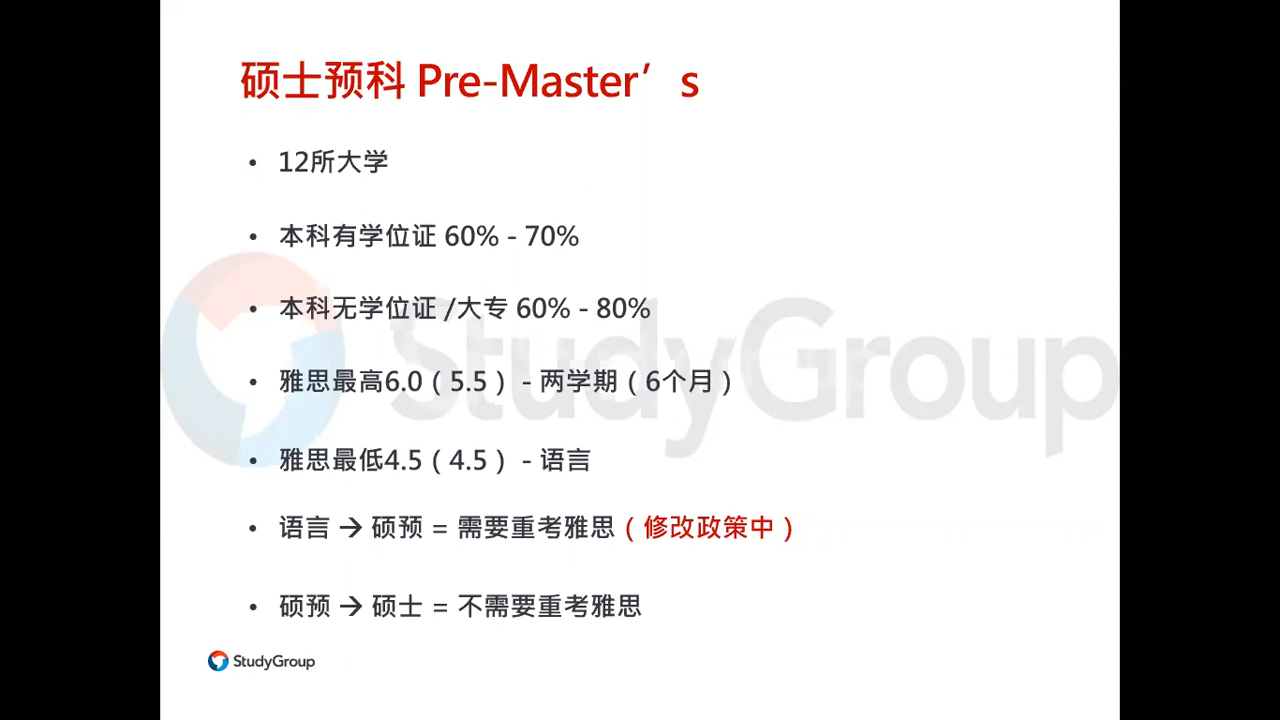 硕士预科 Pre-Master’s
• 12所大学
• 本科有学位证 60% - 70%
• 本科无学位证 /大专 60% - 80%
• 雅思最高6.0（5.5） - 两学期（6个月）
• 雅思最低4.5（4.5） - 语言
• 语言 → 硕预 = 需要重考雅思（修改政策中）
• 硕预 → 硕士 = 不需要重考雅思
StudyGroup
StudyGroup